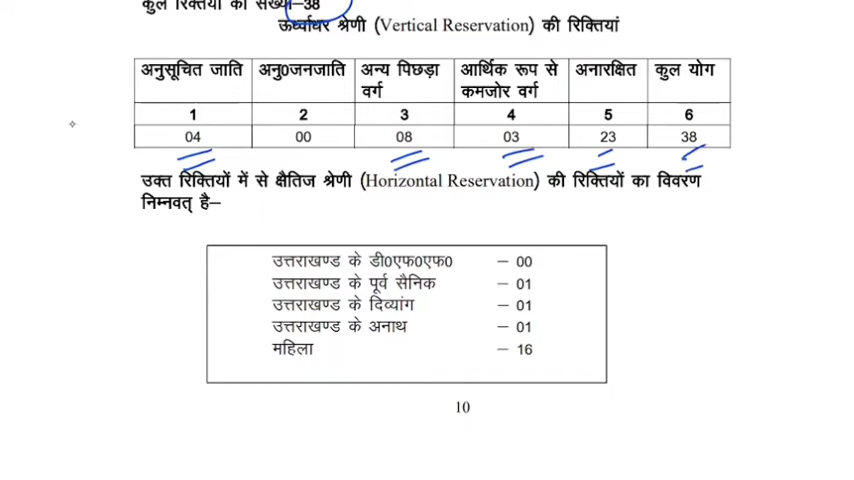 कुल रिक्तियों की संख्या–38
ऊर्ध्वाधर श्रेणी (Vertical Reservation) की रिक्तियां
अनुसूचित जाति अनु0जनजाति अन्य पिछड़ा वर्ग आर्थिक रूप से कमजोर वर्ग अनारक्षित कुल योग
1 2 3 4 5 6
04 00 08 03 23 38
उक्त रिक्तियों में से क्षैतिज श्रेणी (Horizontal Reservation) की रिक्तियों का विवरण
निम्नवत् है–
उत्तराखण्ड के डी0एफ0एफ0 – 00
उत्तराखण्ड के पूर्व सैनिक – 01
उत्तराखण्ड के दिव्यांग – 01
उत्तराखण्ड के अनाथ – 01
महिला – 16
10